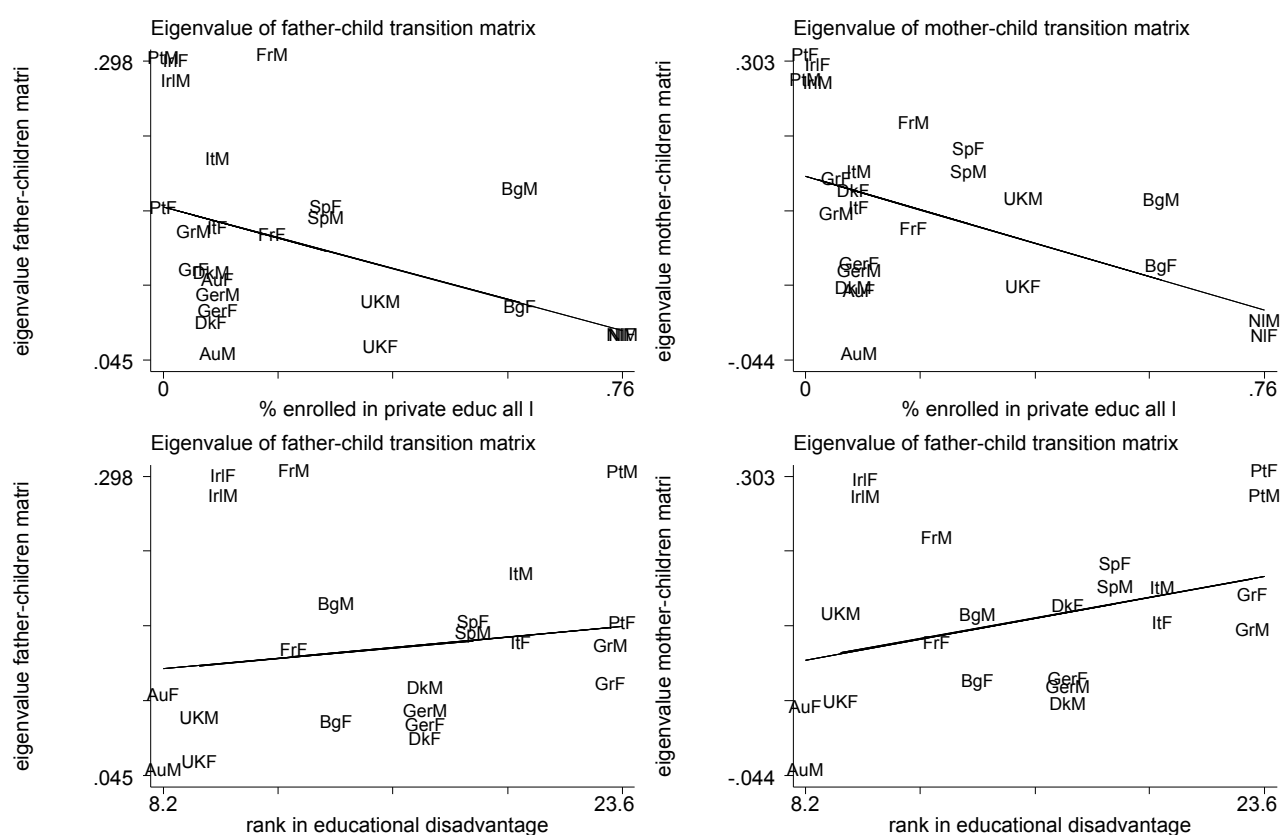 Eigenvalue of father-child transition matrix
eigenvalue father-children matri
.298
.045
PtM
IrlF
IrlM
FrM
ItM
BgM
PtF
SpF
SpM
GrM
ItF
FrF
GrF
DkM
AuF
GerM
UKM
GerF
BgF
DkF
NlF
NlM
UKF
AuM
0
.76
% enrolled in private educ all l
Eigenvalue of mother-child transition matrix
eigenvalue mother-children matri
.303
-.044
PtF
IrlF
PtM
IrlM
FrM
SpF
ItM
SpM
GrF
DkF
UKM
BgM
ItF
GrM
FrF
GerF
BgF
GerM
DkM
AuF
UKF
NlM
NlF
AuM
0
.76
% enrolled in private educ all l
Eigenvalue of father-child transition matrix
eigenvalue father-children matri
.298
.045
FrM
PtM
IrlF
IrlM
ItM
BgM
SpF
PtF
SpM
ItF
GrM
FrF
GrF
DkM
AuF
GerM
UKM
BgF
GerF
DkF
UKF
AuM
8.2
23.6
rank in educational disadvantage
Eigenvalue of father-child transition matrix
eigenvalue mother-children matri
.303
-.044
PtF
IrlF
IrlM
PtM
FrM
SpF
SpM
ItM
GrF
DkF
UKM
BgM
ItF
GrM
FrF
BgF
GerF
GerM
DkM
UKF
AuF
AuM
8.2
23.6
rank in educational disadvantage